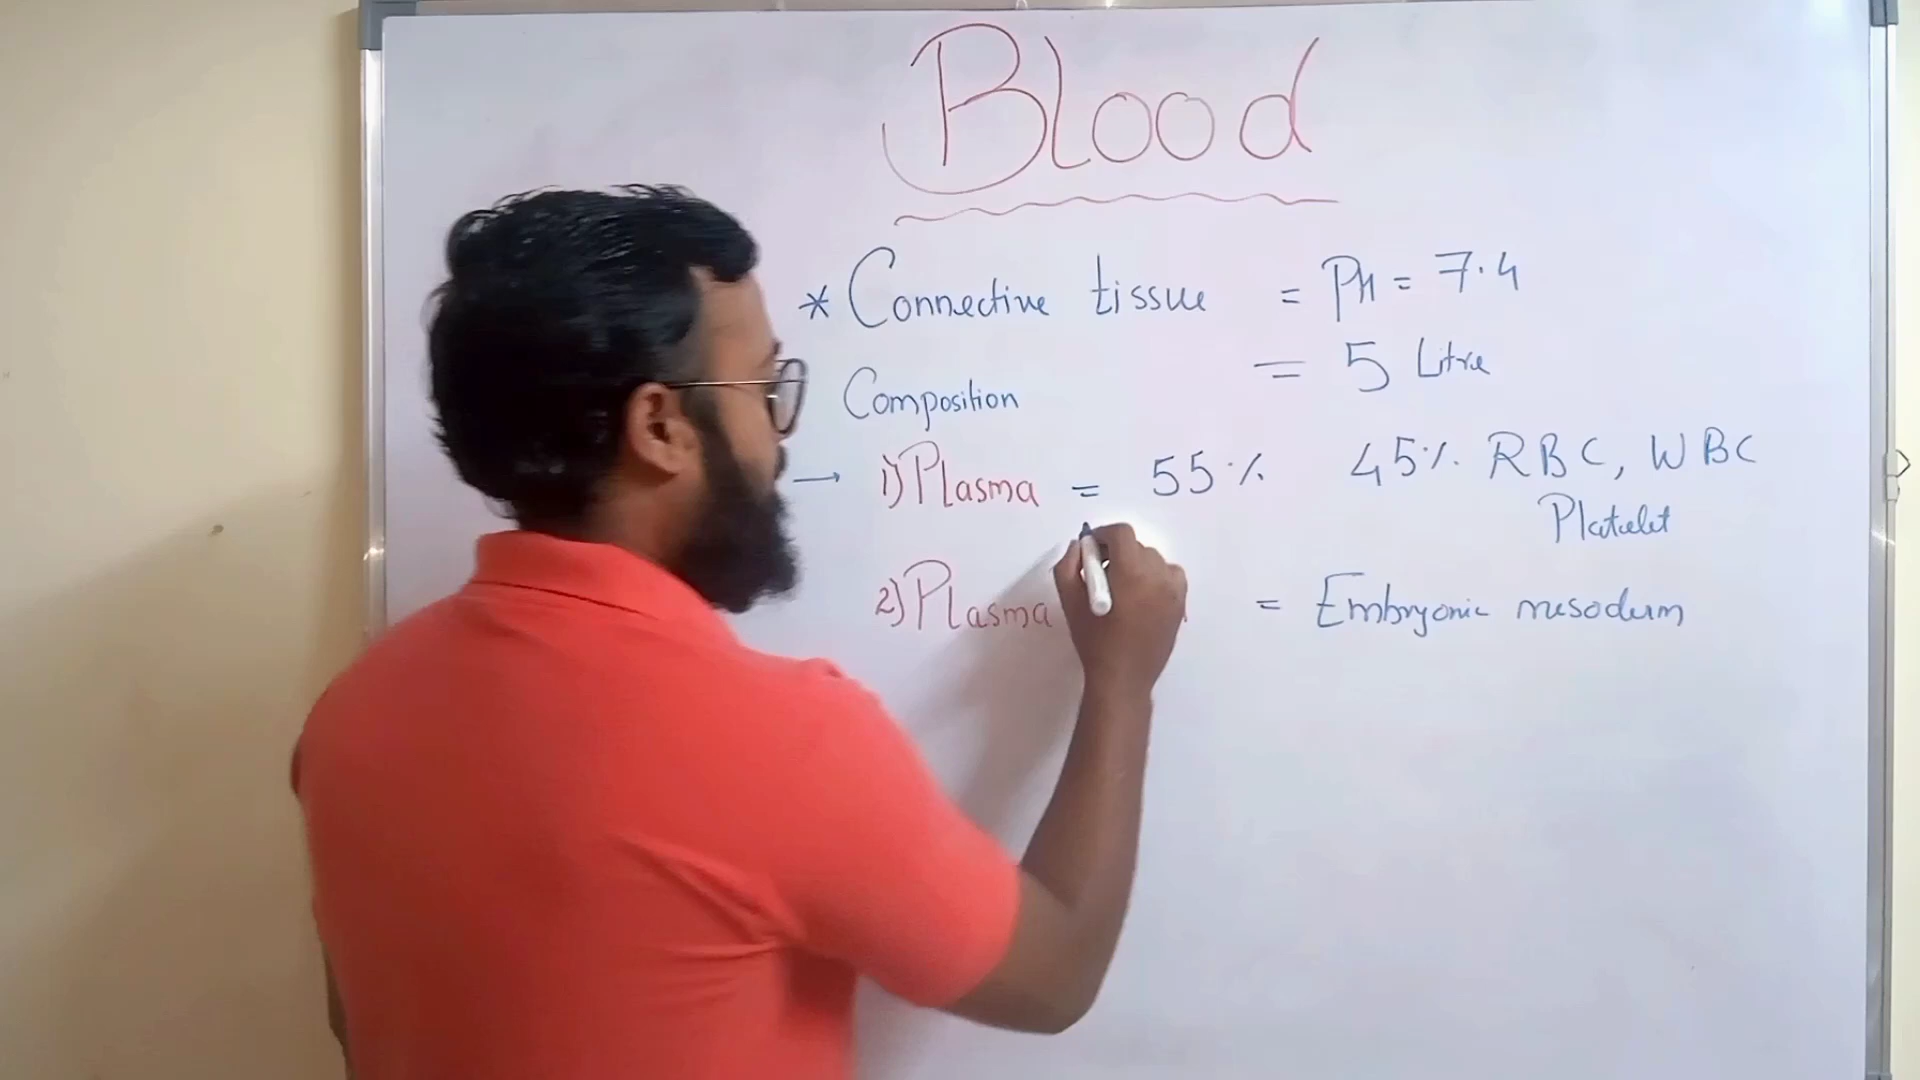 Blood
* Connective tissue = PH = 7.4
= 5 Litre
Composition
→ 1) Plasma = 55% 45% RBC, WBC
Platelet
2) Plasma = Embryonic mesoderm